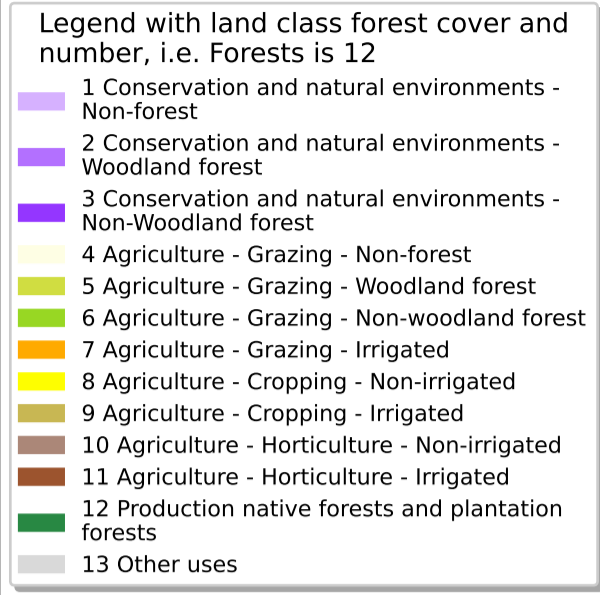 Legend with land class forest cover and
number, i.e. Forests is 12
1 Conservation and natural environments -
Non-forest
2 Conservation and natural environments -
Woodland forest
3 Conservation and natural environments -
Non-Woodland forest
4 Agriculture - Grazing - Non-forest
5 Agriculture - Grazing - Woodland forest
6 Agriculture - Grazing - Non-woodland forest
7 Agriculture - Grazing - Irrigated
8 Agriculture - Cropping - Non-irrigated
9 Agriculture - Cropping - Irrigated
10 Agriculture - Horticulture - Non-irrigated
11 Agriculture - Horticulture - Irrigated
12 Production native forests and plantation
forests
13 Other uses